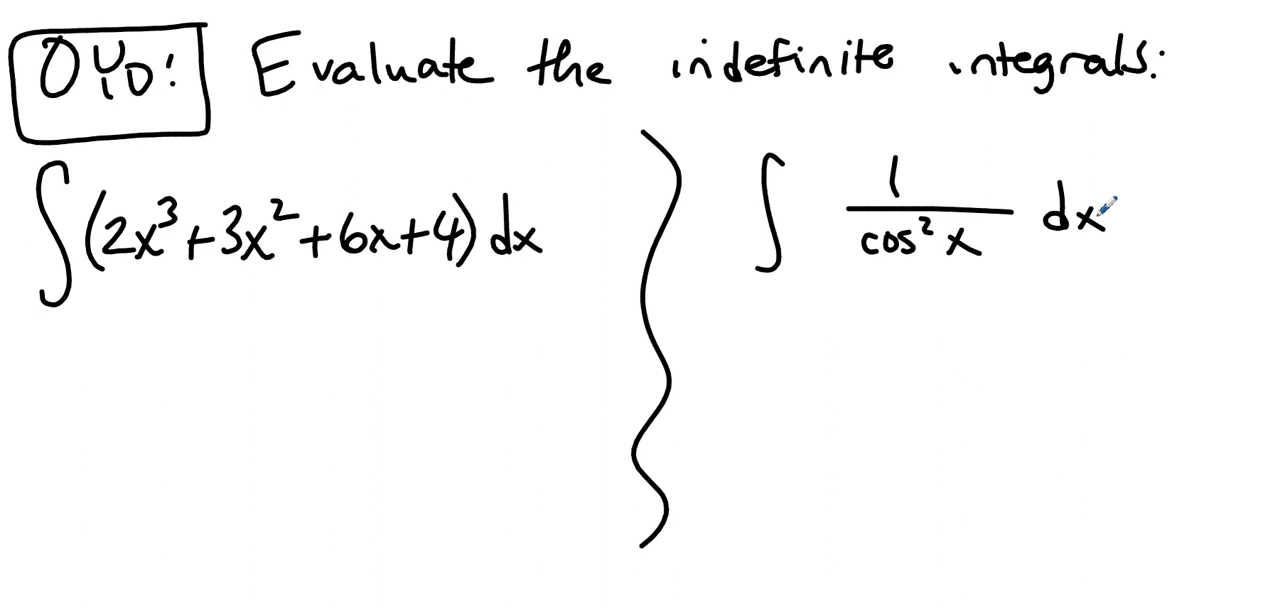 OYO! Evaluate the indefinite integrals:
∫(2x³+3x²+6x+4)dx
∫ 1/cos²x dx